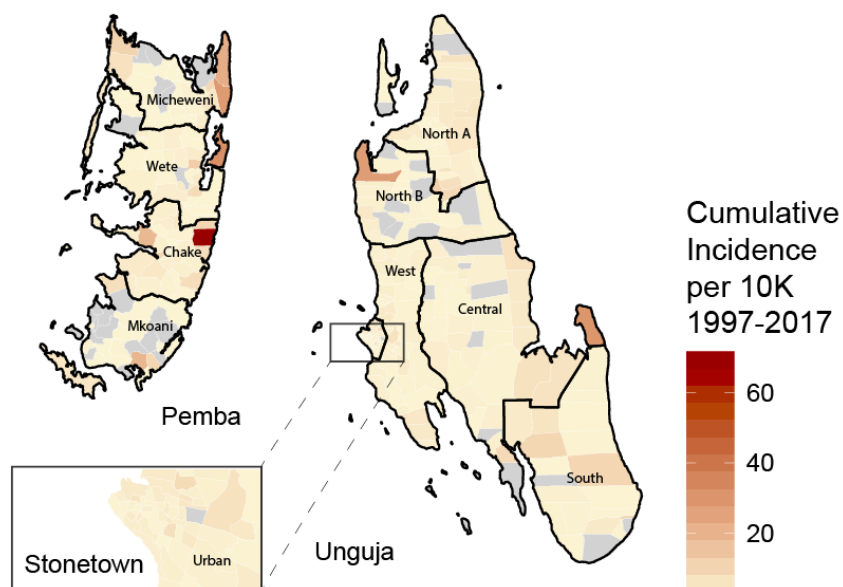 Micheweni
Wete
Chake
Mkoani
Pemba
North A
North B
West
Central
South
Unguja
Stonetown
Urban
Cumulative
Incidence
per 10K
1997-2017
60
40
20